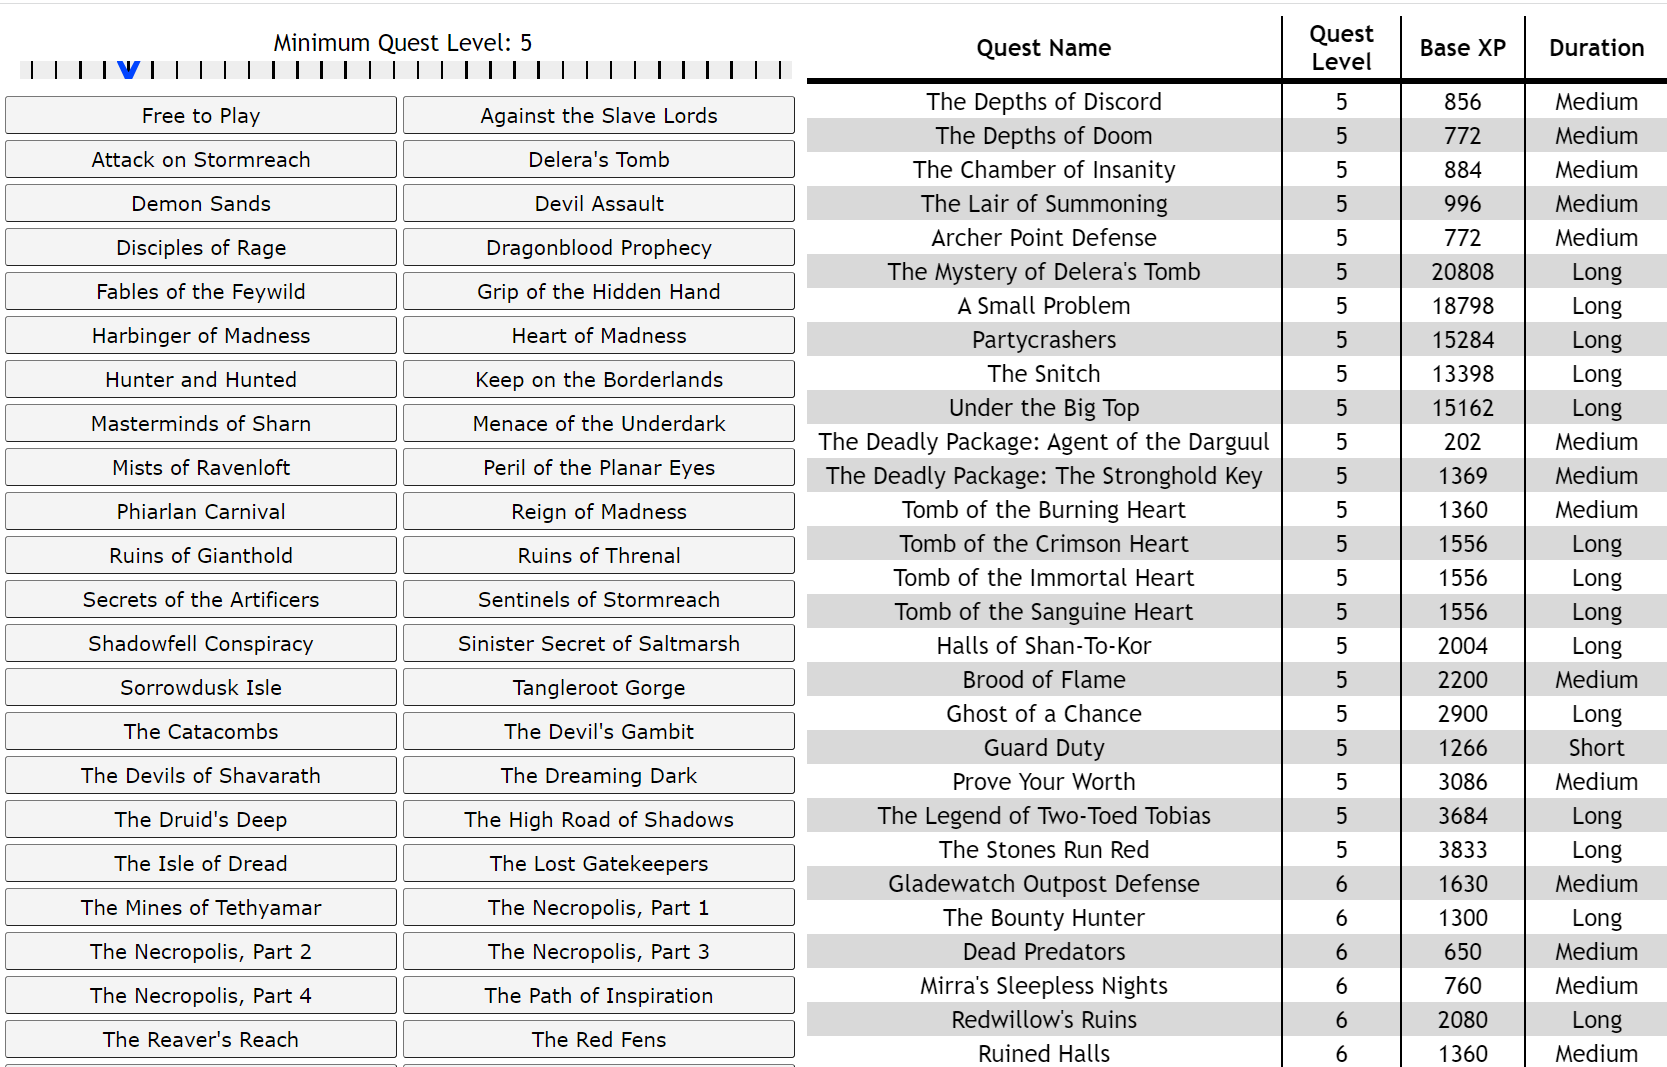 Minimum Quest Level: 5
Free to Play
Against the Slave Lords
Attack on Stormreach
Delera's Tomb
Demon Sands
Devil Assault
Disciples of Rage
Dragonblood Prophecy
Fables of the Feywild
Grip of the Hidden Hand
Harbinger of Madness
Heart of Madness
Hunter and Hunted
Keep on the Borderlands
Masterminds of Sharn
Menace of the Underdark
Mists of Ravenloft
Peril of the Planar Eyes
Phiarlan Carnival
Reign of Madness
Ruins of Gianthold
Ruins of Threnal
Secrets of the Artificers
Sentinels of Stormreach
Shadowfell Conspiracy
Sinister Secret of Saltmarsh
Sorrowdusk Isle
Tangleroot Gorge
The Catacombs
The Devil's Gambit
The Devils of Shavarath
The Dreaming Dark
The Druid's Deep
The High Road of Shadows
The Isle of Dread
The Lost Gatekeepers
The Mines of Tethyamar
The Necropolis, Part 1
The Necropolis, Part 2
The Necropolis, Part 3
The Necropolis, Part 4
The Path of Inspiration
The Reaver's Reach
The Red Fens
Quest Name Quest Level Base XP Duration
The Depths of Discord 5 856 Medium
The Depths of Doom 5 772 Medium
The Chamber of Insanity 5 884 Medium
The Lair of Summoning 5 996 Medium
Archer Point Defense 5 772 Medium
The Mystery of Delera's Tomb 5 20808 Long
A Small Problem 5 18798 Long
Partycrashers 5 15284 Long
The Snitch 5 13398 Long
Under the Big Top 5 15162 Long
The Deadly Package: Agent of the Darguul 5 202 Medium
The Deadly Package: The Stronghold Key 5 1369 Medium
Tomb of the Burning Heart 5 1360 Medium
Tomb of the Crimson Heart 5 1556 Long
Tomb of the Immortal Heart 5 1556 Long
Tomb of the Sanguine Heart 5 1556 Long
Halls of Shan-To-Kor 5 2004 Long
Brood of Flame 5 2200 Medium
Ghost of a Chance 5 2900 Long
Guard Duty 5 1266 Short
Prove Your Worth 5 3086 Medium
The Legend of Two-Toed Tobias 5 3684 Long
The Stones Run Red 5 3833 Long
Gladewatch Outpost Defense 6 1630 Medium
The Bounty Hunter 6 1300 Long
Dead Predators 6 650 Medium
Mirra's Sleepless Nights 6 760 Medium
Redwillow's Ruins 6 2080 Long
Ruined Halls 6 1360 Medium